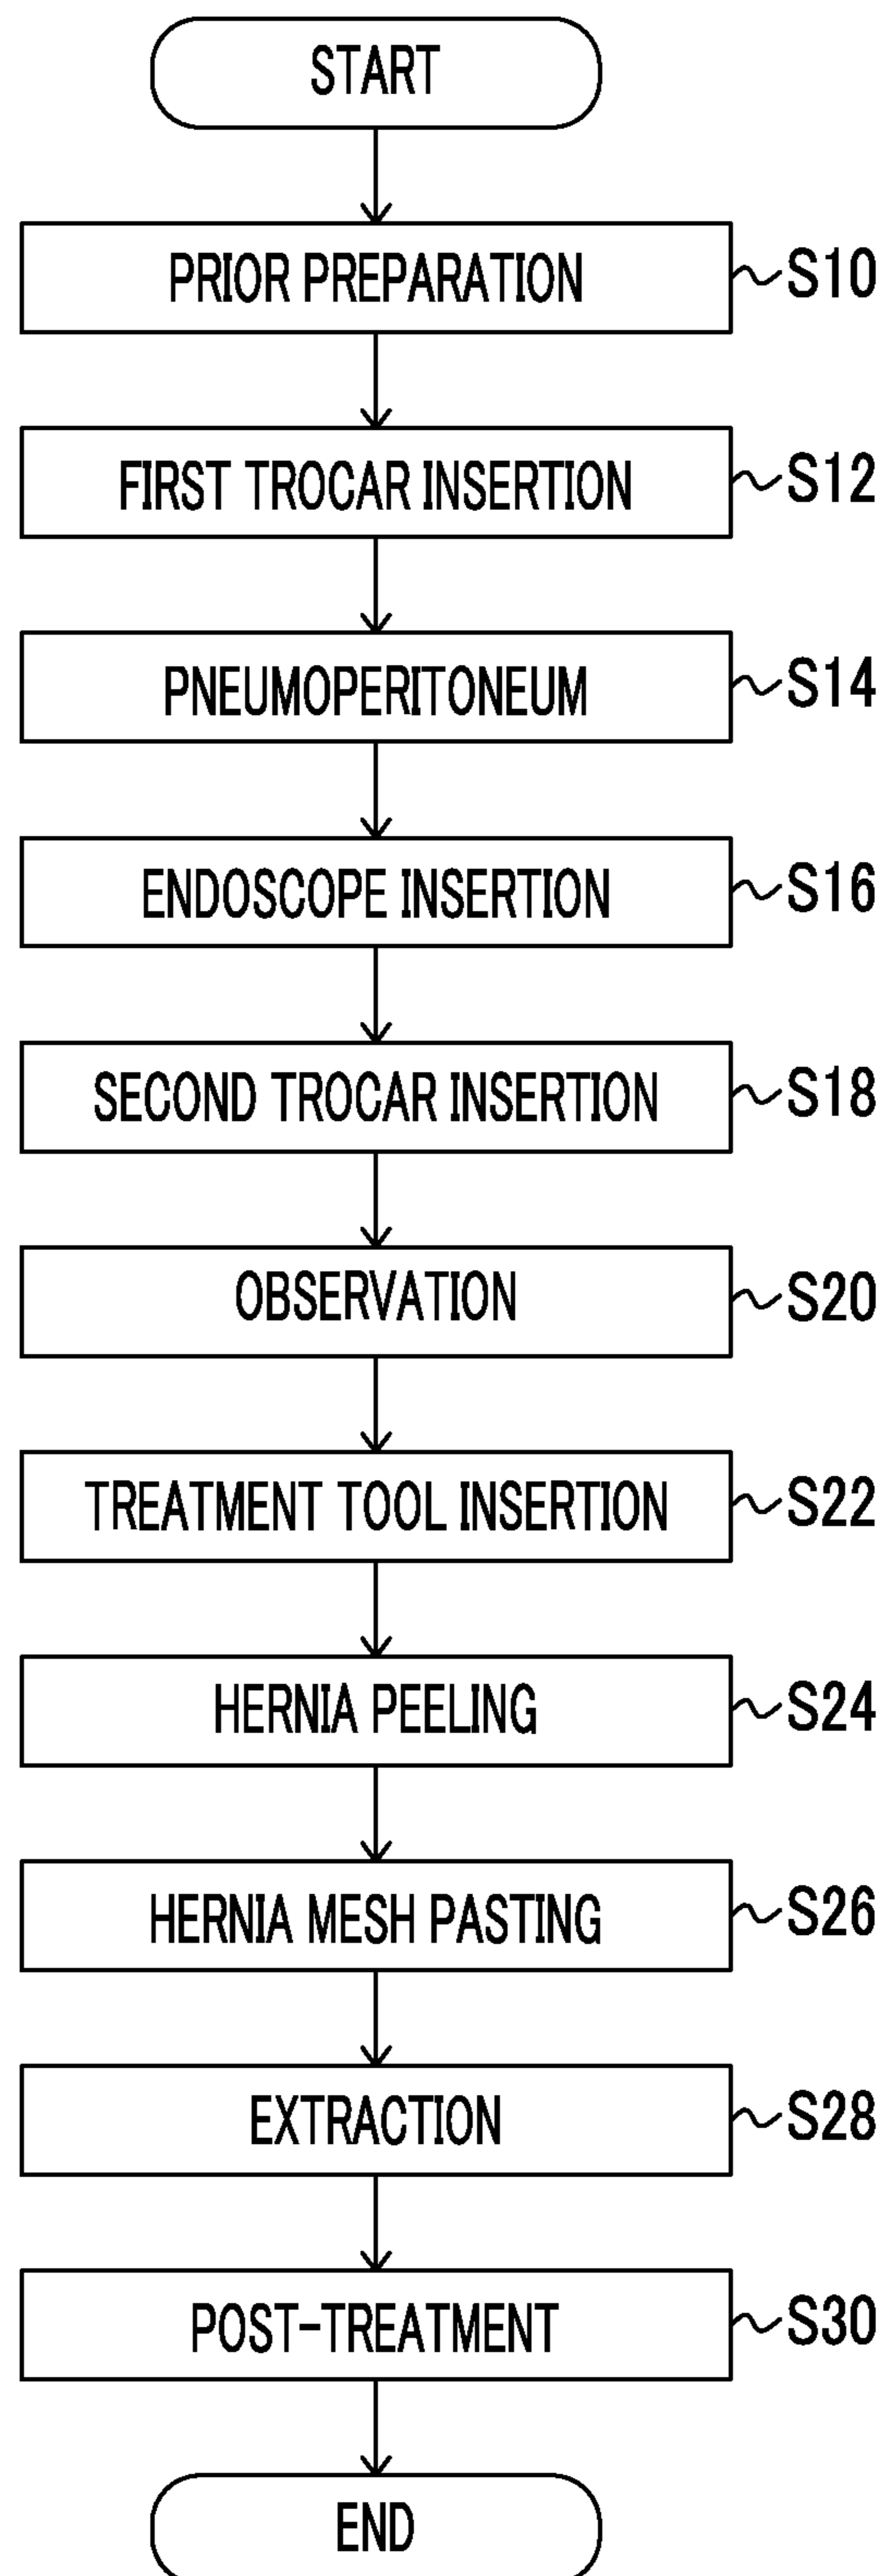 START
PRIOR PREPARATION S10
FIRST TROCAR INSERTION S12
PNEUMOPERITONEUM S14
ENDOSCOPE INSERTION S16
SECOND TROCAR INSERTION S18
OBSERVATION S20
TREATMENT TOOL INSERTION S22
HERNIA PEELING S24
HERNIA MESH PASTING S26
EXTRACTION S28
POST-TREATMENT S30
END